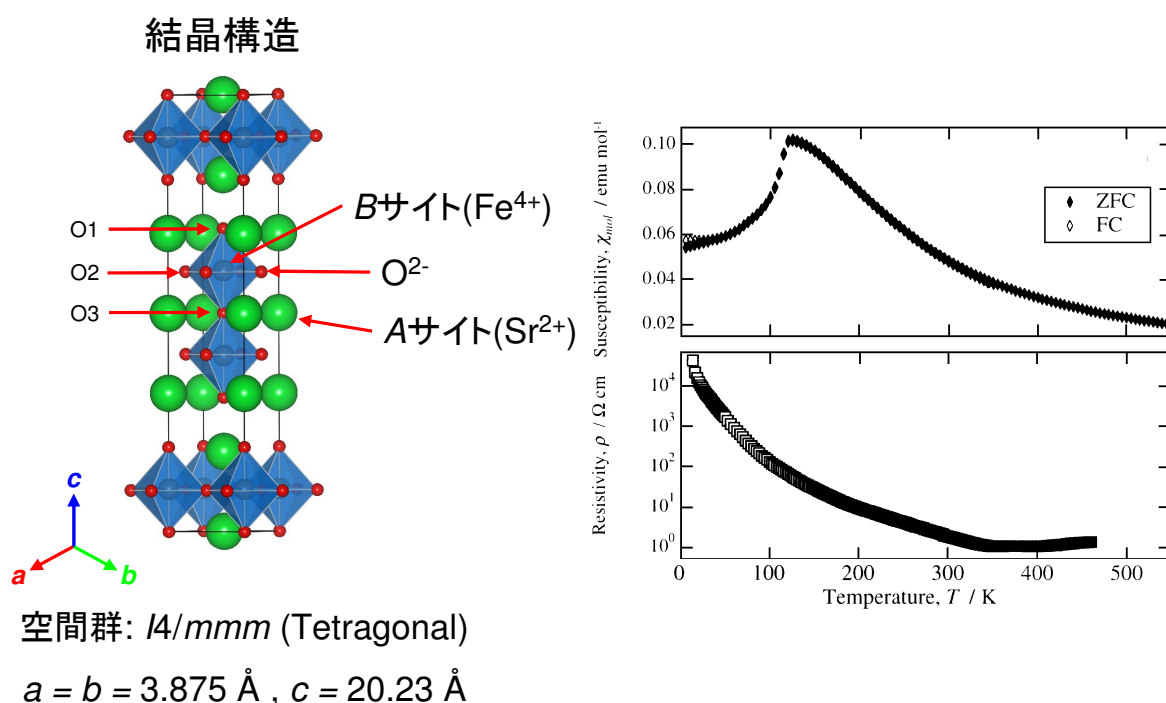 結晶構造
O1
O2
O3
Bサイト(Fe⁴⁺)
O²⁻
Aサイト(Sr²⁺)
c
a
b
空間群: I4/mmm (Tetragonal)
a = b = 3.875 Å , c = 20.23 Å
Susceptibility, χmol / emu mol⁻¹
0.10
0.08
0.06
0.04
0.02
ZFC
FC
Resistivity, ρ / Ω cm
10⁴
10³
10²
10¹
10⁰
0
100
200
300
400
500
Temperature, T / K